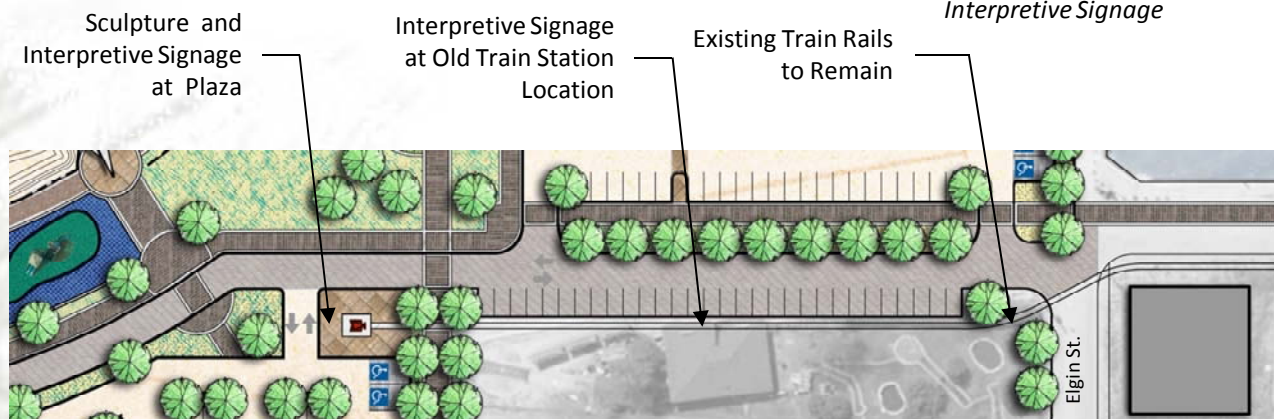 Sculpture and
Interpretive Signage
at Plaza
Interpretive Signage
at Old Train Station
Location
Existing Train Rails
to Remain
Interpretive Signage
Elgin St.